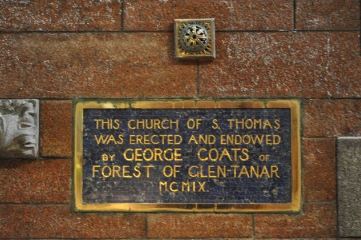 THIS CHURCH OF S. THOMAS
WAS ERECTED AND ENDOWED
BY GEORGE COATS OF
FOREST OF GLEN·TANAR
MCMIX.